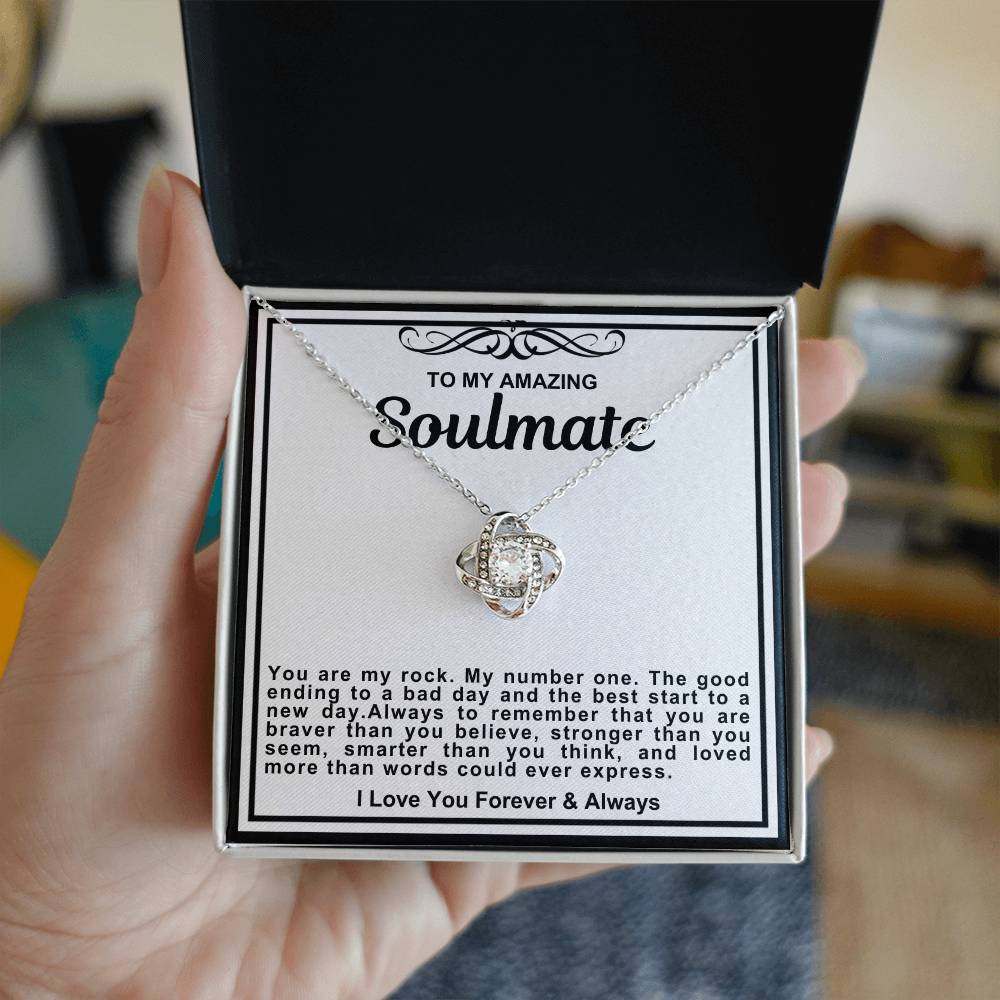 TO MY AMAZING
Soulmate
You are my rock. My number one. The good
ending to a bad day and the best start to a
new day.Always to remember that you are
braver than you believe, stronger than you
seem, smarter than you think, and loved
more than words could ever express.
I Love You Forever & Always